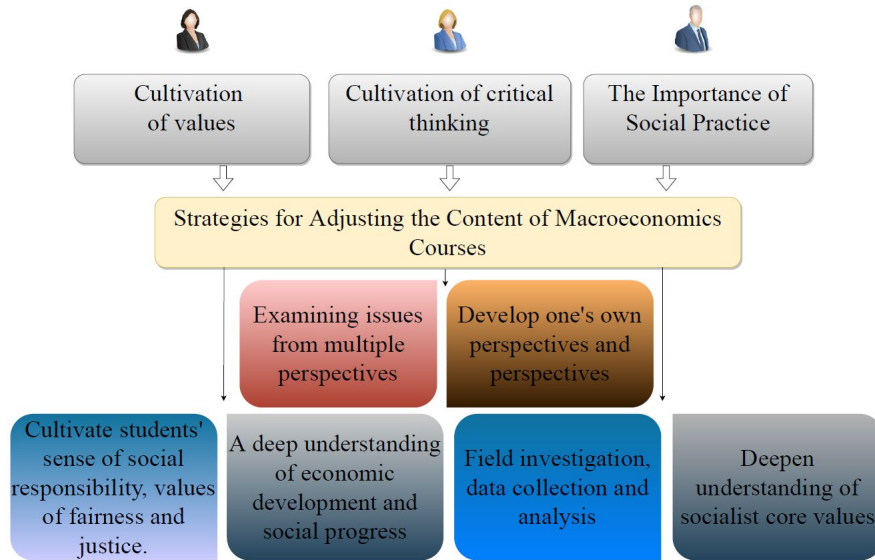 Cultivation
of values
Cultivation of critical
thinking
The Importance of
Social Practice
Strategies for Adjusting the Content of Macroeconomics
Courses
Examining issues
from multiple
perspectives
Develop one's own
perspectives and
perspectives
Cultivate students'
sense of social
responsibility, values
of fairness and
justice.
A deep understanding
of economic
development and
social progress
Field investigation,
data collection and
analysis
Deepen
understanding of
socialist core values